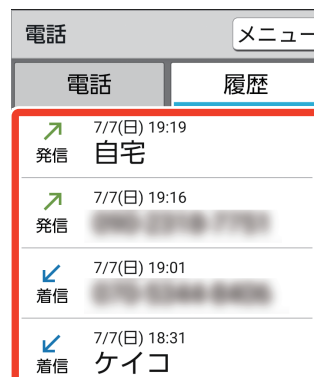 電話
メニュー
電話 履歴
7/7(日) 19:19
発信 自宅
7/7(日) 19:16
発信
7/7(日) 19:01
着信
7/7(日) 18:31
着信 ケイコ